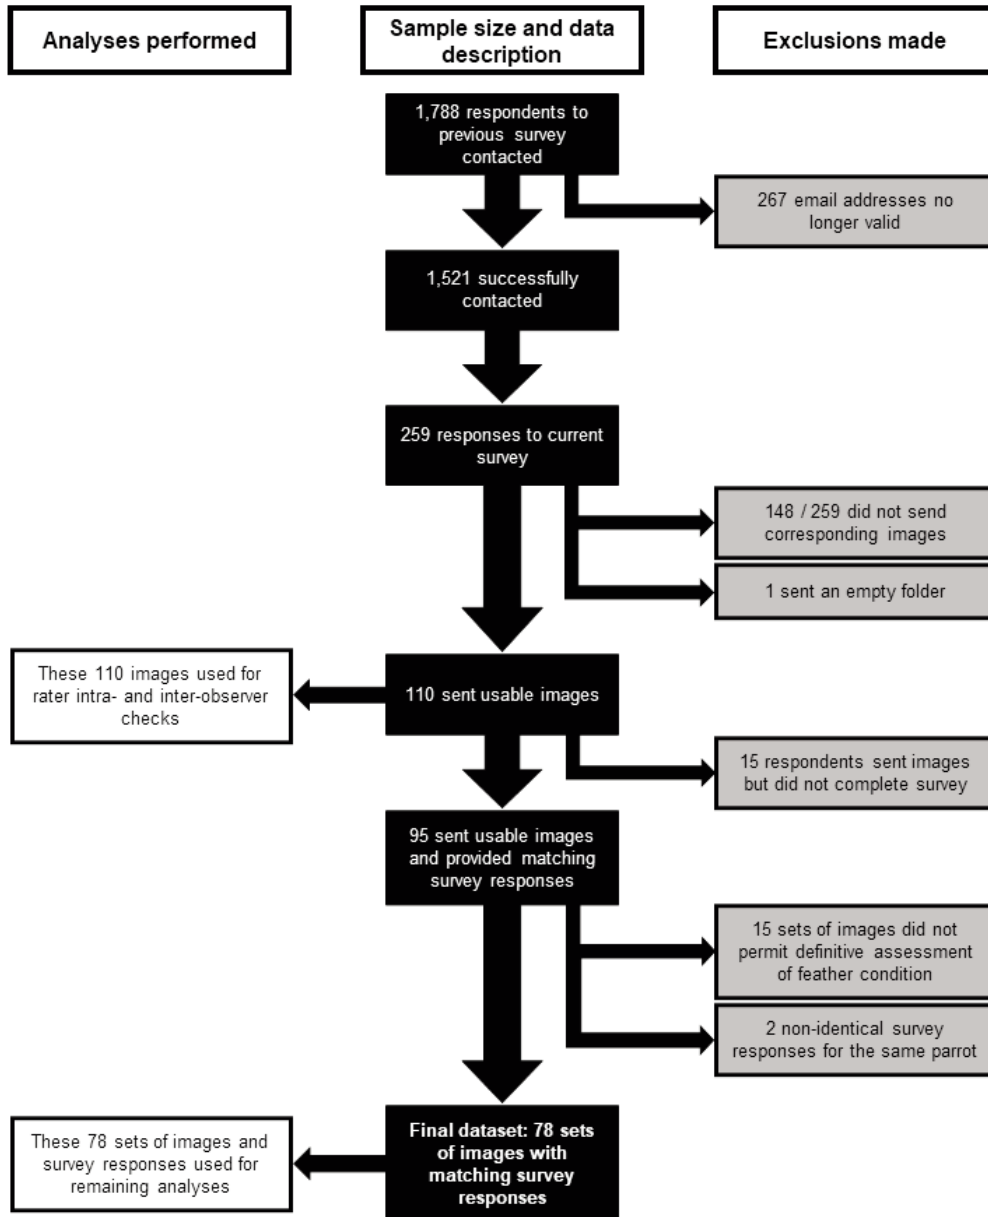 Analyses performed
Sample size and data
description
Exclusions made
1,788 respondents to
previous survey
contacted
267 email addresses no
longer valid
1,521 successfully
contacted
259 responses to current
survey
148 / 259 did not send
corresponding images
1 sent an empty folder
These 110 images used for
rater intra- and inter-observer
checks
110 sent usable images
15 respondents sent images
but did not complete survey
95 sent usable images
and provided matching
survey responses
15 sets of images did not
permit definitive assessment
of feather condition
2 non-identical survey
responses for the same parrot
These 78 sets of images and
survey responses used for
remaining analyses
Final dataset: 78 sets
of images with
matching survey
responses